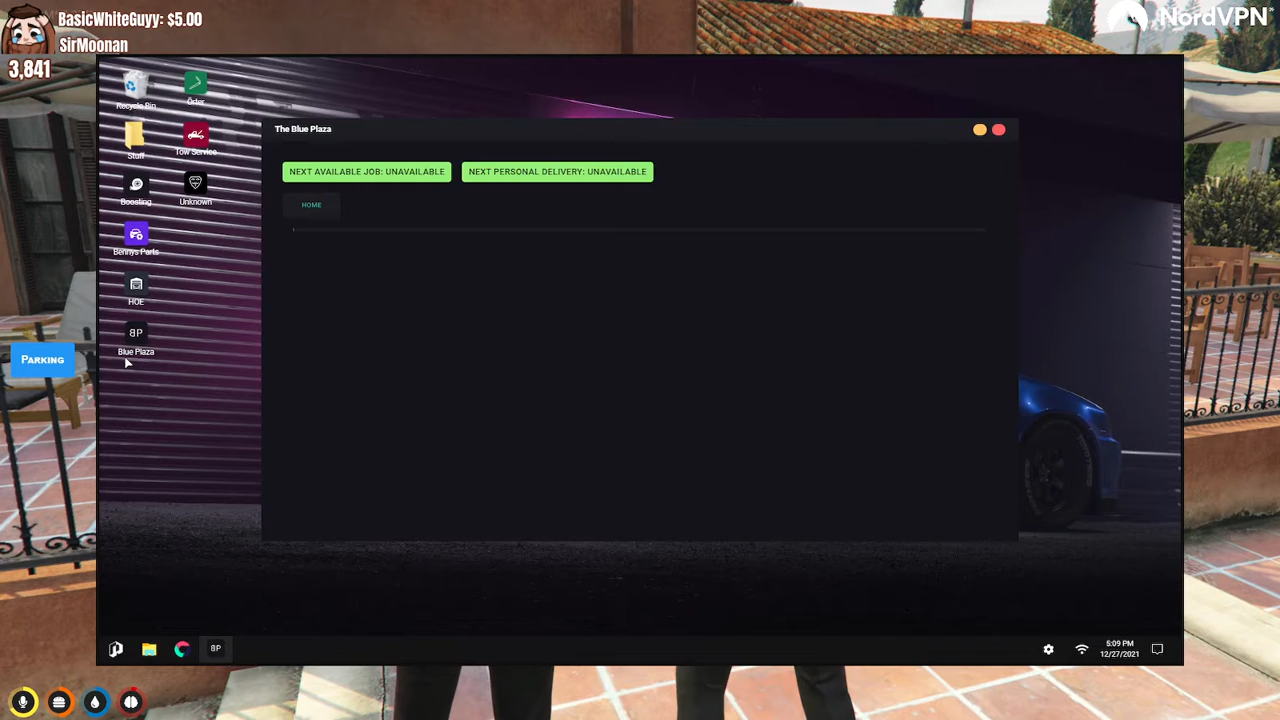 BasicWhiteGuyy: $5.00
SirMoonan
3,841
NordVPN
Recycle Bin
Order
Stuff
Tow Service
Boosting
Unknown
Bennys Parts
HOE
BP
Blue Plaza
PARKING
The Blue Plaza
NEXT AVAILABLE JOB: UNAVAILABLE
NEXT PERSONAL DELIVERY: UNAVAILABLE
HOME
BP
5:09 PM
12/27/2021